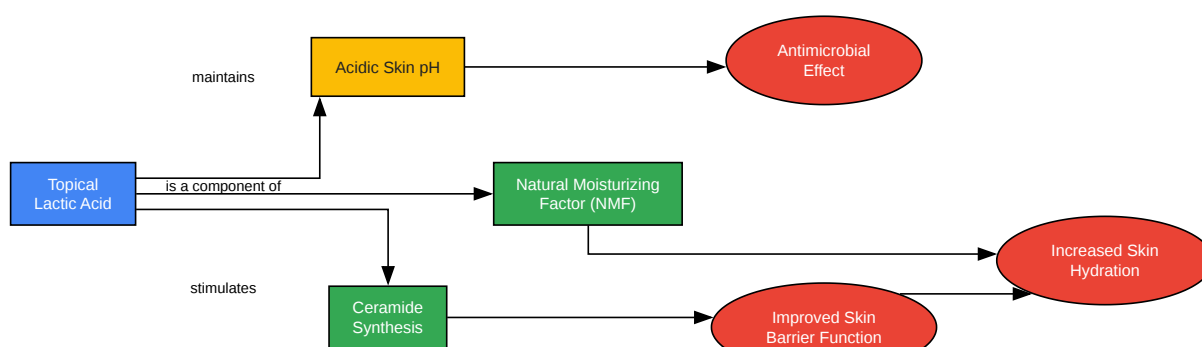 Antimicrobial
Effect
Acidic Skin pH
maintains
Topical
Lactic Acid
is a component of
Natural Moisturizing
Factor (NMF)
Increased Skin
Hydration
stimulates
Ceramide
Synthesis
Improved Skin
Barrier Function